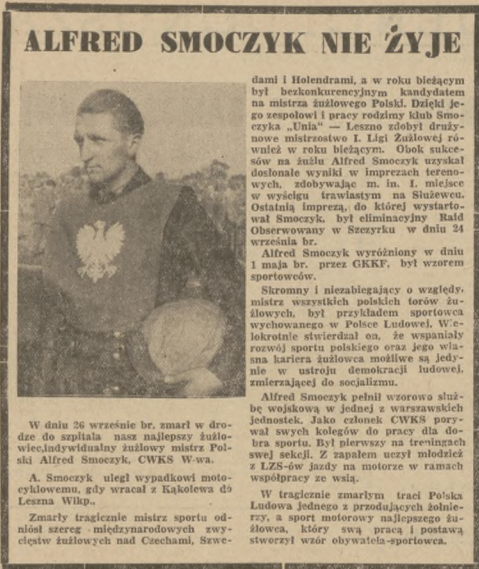 ALFRED SMOCZYK NIE ŻYJE
W dniu 26 wrześnie br. zmarł w dro-
dze do szpitala nasz najlepszy żużlo-
wiec,indywidualny żużlowy mistrz Pol-
ski Alfred Smoczyk, CWKS W-wa.
A. Smoczyk uległ wypadkowi moto-
cyklowemu, gdy wracał z Kąkolewa do
Leszna Wlkp.,
Zmarły tragicznie mistrz sportu od-
niósł szereg międzynarodowych zwy-
cięstw żużlowych nad Czechami, Szwe-
dami i Holendrami, a w roku bieżącym
był bezkonkurencyjnym kandydatem
na mistrza żużlowego Polski. Dzięki je-
go zespołowi i pracy rodzimy klub Smo-
czyka „Unia" — Leszno zdobył druży-
nowe mistrzostwo I. Ligi Żużlowej ró-
wnież w roku bieżącym. Obok sukce-
sów na żużlu Alfred Smoczyk uzyskał
doskonałe wyniki w imprezach tereno-
wych, zdobywając m. in. I. miejsce
w wyścigu trawiastym na Służewcu.
Ostatnią imprezą, do której wystarto-
wał Smoczyk, był eliminacyjny Raid
Obserwowany w Szczyrku w dniu 24
września br.
Alfred Smoczyk wyróżniony w dniu
1 maja br. przez GKKF, był wzorem
sportowców.
Skromny i niezabiegający o względy,
mistrz wszystkich polskich torów żu-
żlowych, był przykładem sportowca
wychowanego w Polsce Ludowej. Wie-
lokrotnie stwierdzał on, że wspaniały
rozwój sportu polskiego oraz jego wła-
sna kariera żużlowca możliwe są jedy-
nie w ustroju demokracji ludowej,
zmierzającej do socjalizmu.
Alfred Smoczyk pełnił wzorowo służ-
bę wojskową w jednej z warszawskich
jednostek. Jako członek CWKS pory-
wał swych kolegów do pracy dla do-
bra sportu. Był pierwszy na treningach
swej sekcji. Z zapałem uczył młodzież
z LZS-ów jazdy na motorze w ramach
współpracy ze wsią.
W tragicznie zmarłym traci Polska
Ludowa jednego z przodujących żołnie-
rzy, a sport motorowy najlepszego żu-
żlowca, który swą pracą i postawą
stworzył wzór obywatela-sportowca.